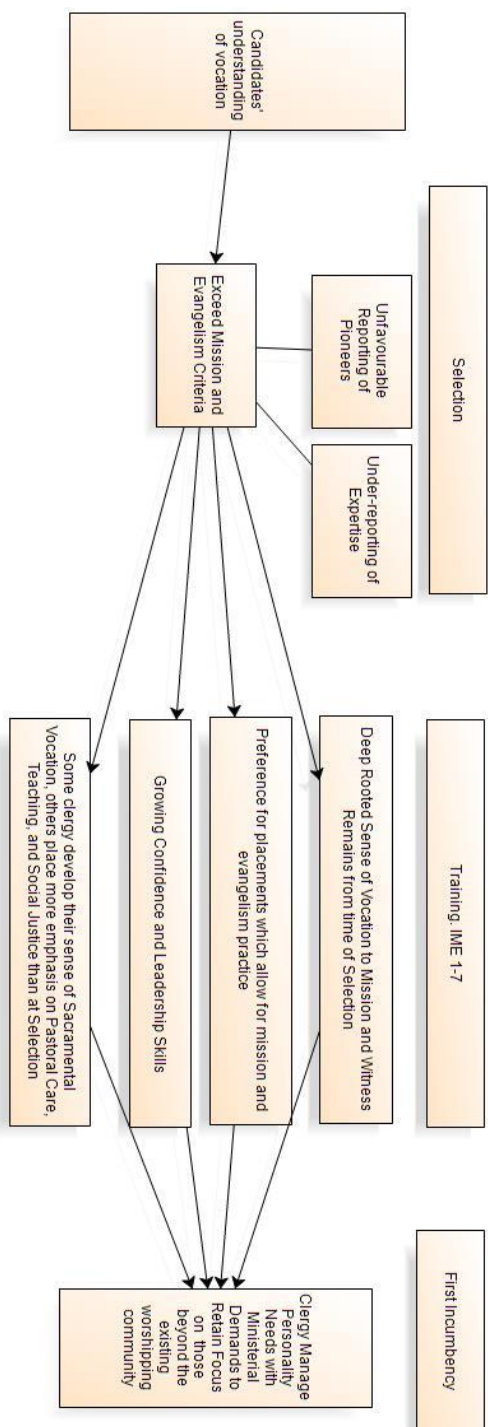 Selection
Training. IME 1-7
First Incumbency
Candidates'
understanding
of vocation
Unfavourable
Reporting of
Pioneers
Under-reporting of
Expertise
Exceed Mission and
Evangelism Criteria
Deep Rooted Sense of Vocation to Mission and Witness
Remains from time of Selection
Preference for placements which allow for mission and
evangelism practice
Growing Confidence and Leadership Skills
Some clergy develop their sense of Sacramental
Vocation, others place more emphasis on Pastoral Care,
Teaching, and Social Justice than at Selection
Clergy Manage
Personality
Needs with
Ministerial
Demands to
Retain Focus
on those
beyond the
existing
worshipping
community